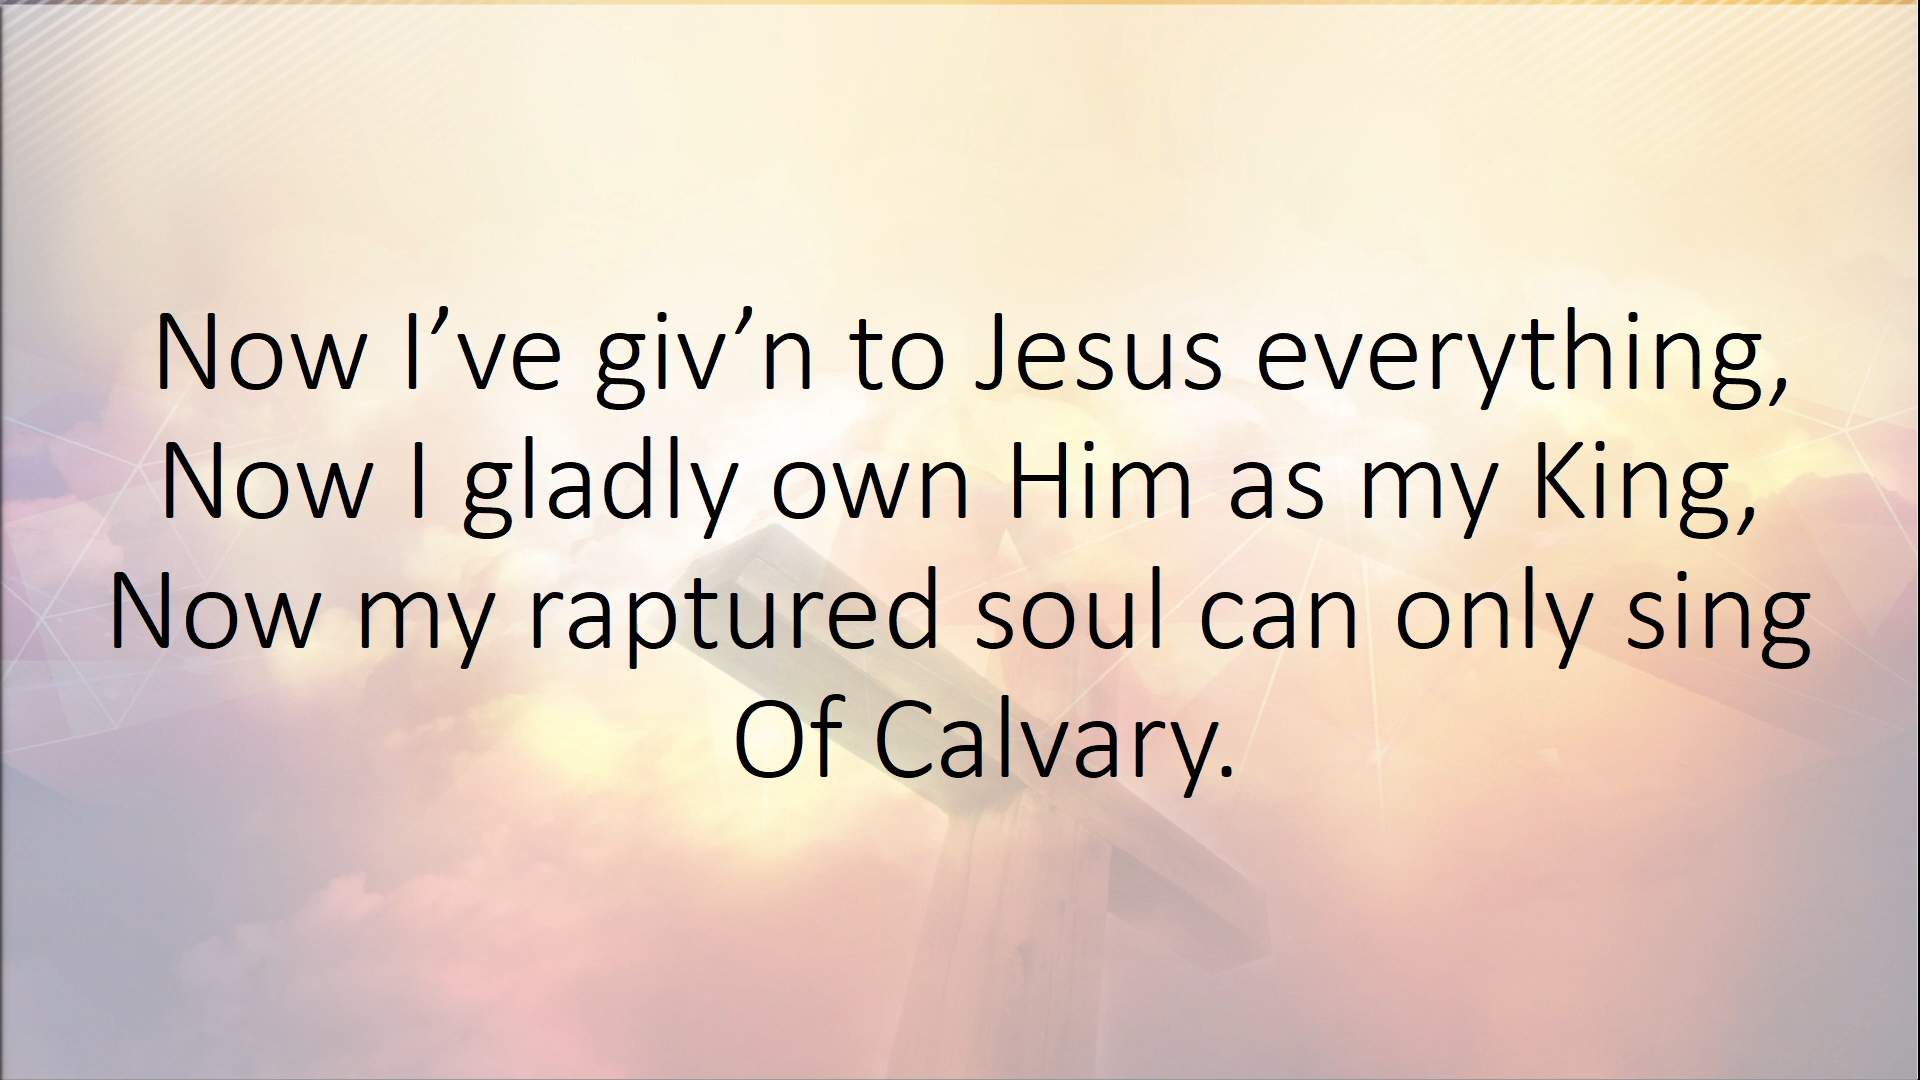 Now I’ve giv’n to Jesus everything,
Now I gladly own Him as my King,
Now my raptured soul can only sing
Of Calvary.